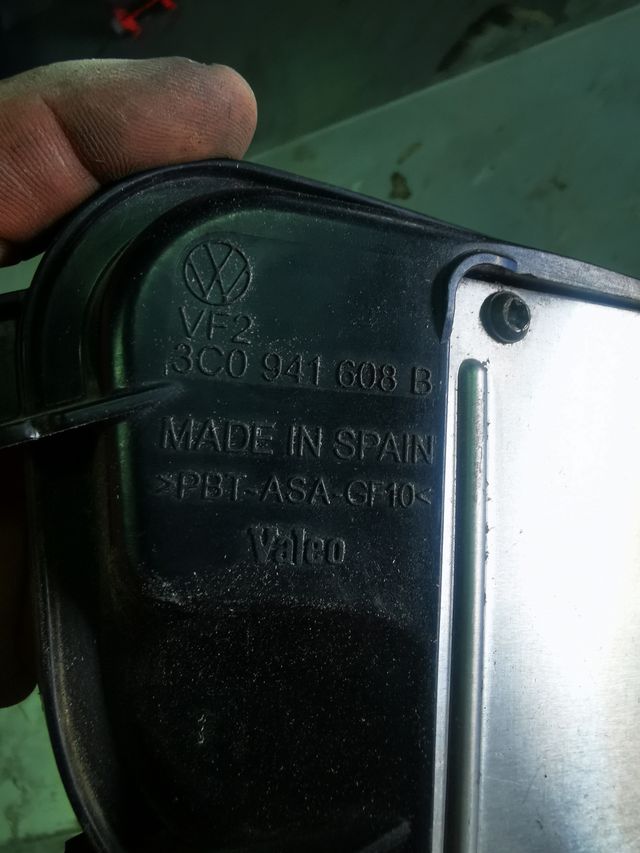 VF2
3C0 941 608 B
MADE IN SPAIN
>PBT-ASA-GF10<
Valeo